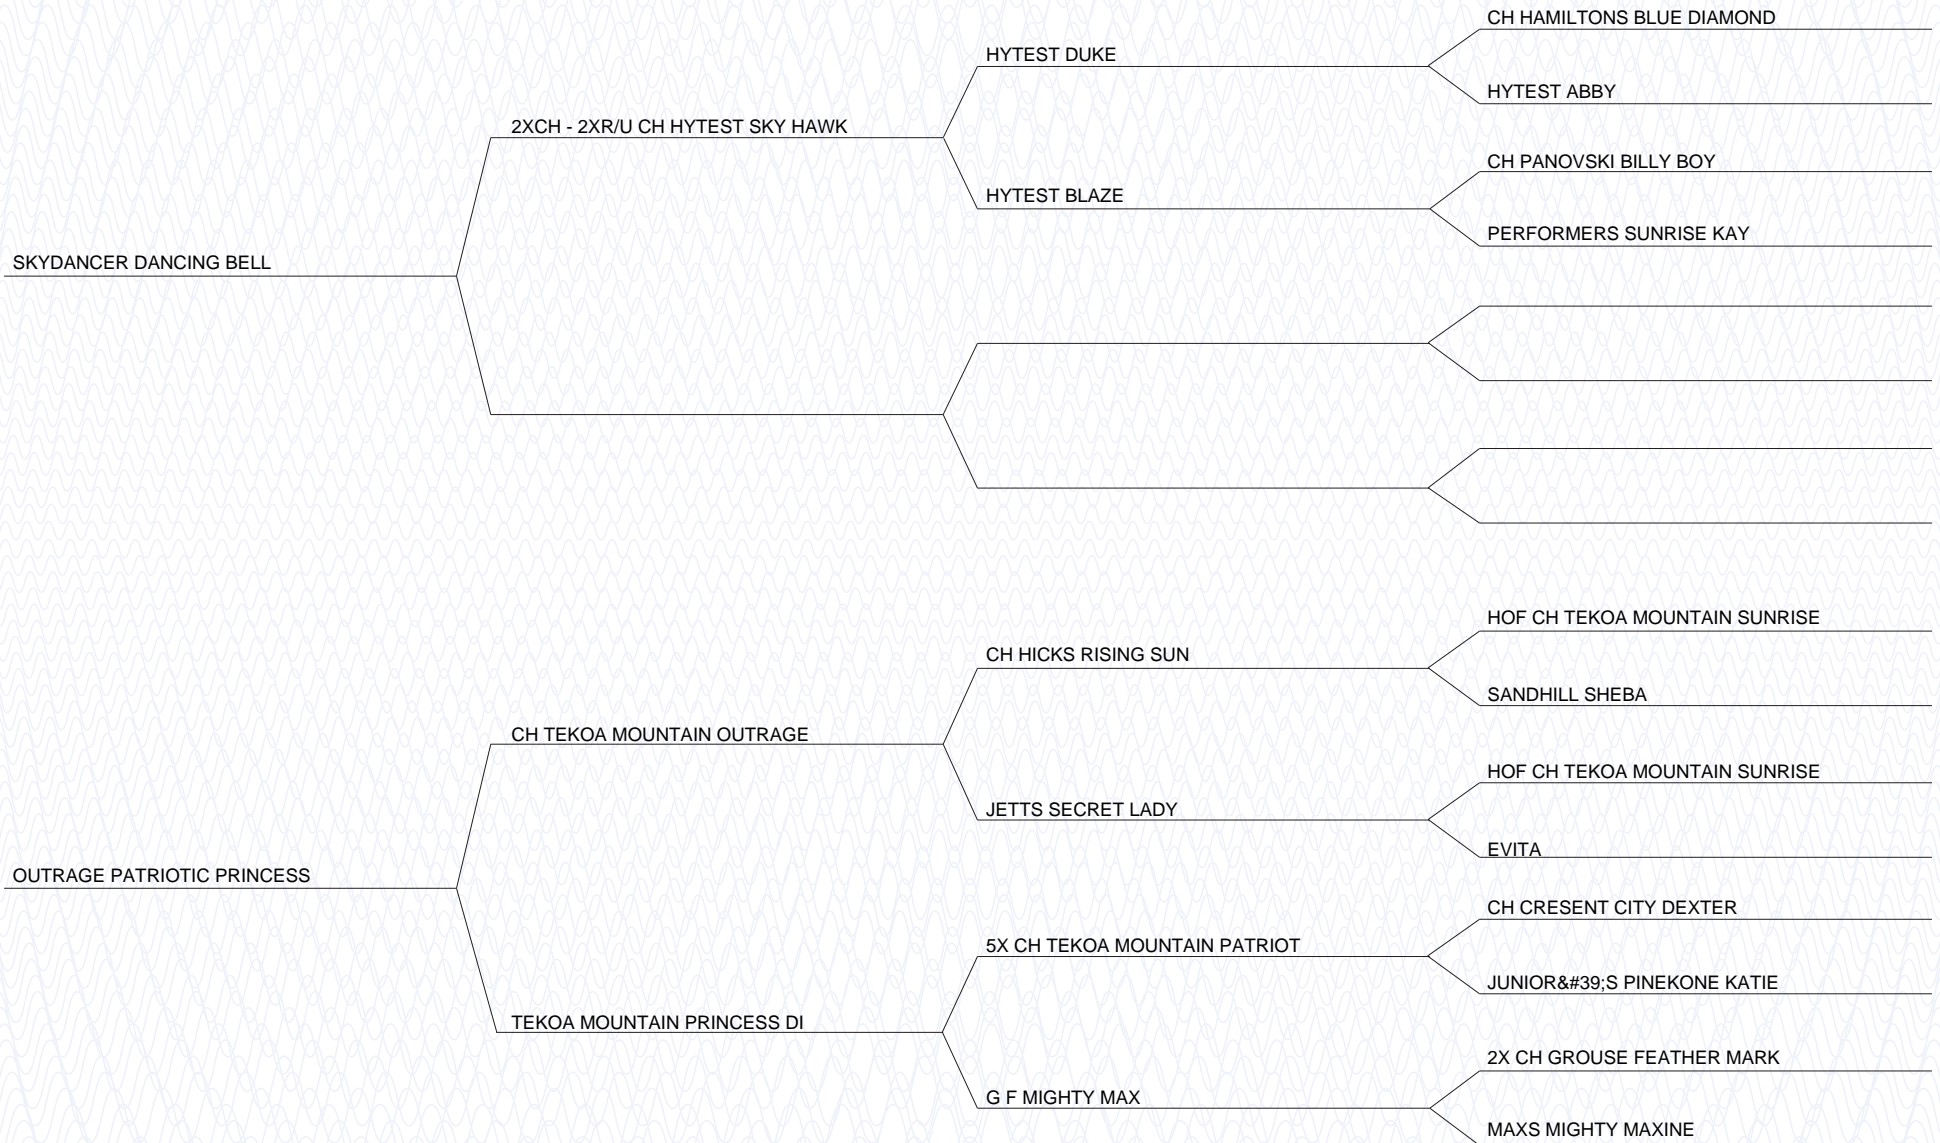 CH HAMILTONS BLUE DIAMOND
HYTEST DUKE
HYTEST ABBY
2XCH - 2XR/U CH HYTEST SKY HAWK
CH PANOVSKI BILLY BOY
HYTEST BLAZE
PERFORMERS SUNRISE KAY
SKYDANCER DANCING BELL
HOF CH TEKOA MOUNTAIN SUNRISE
CH HICKS RISING SUN
SANDHILL SHEBA
CH TEKOA MOUNTAIN OUTRAGE
HOF CH TEKOA MOUNTAIN SUNRISE
JETTS SECRET LADY
EVITA
OUTRAGE PATRIOTIC PRINCESS
CH CRESENT CITY DEXTER
5X CH TEKOA MOUNTAIN PATRIOT
JUNIOR&#39;S PINEKONE KATIE
TEKOA MOUNTAIN PRINCESS DI
2X CH GROUSE FEATHER MARK
G F MIGHTY MAX
MAXS MIGHTY MAXINE